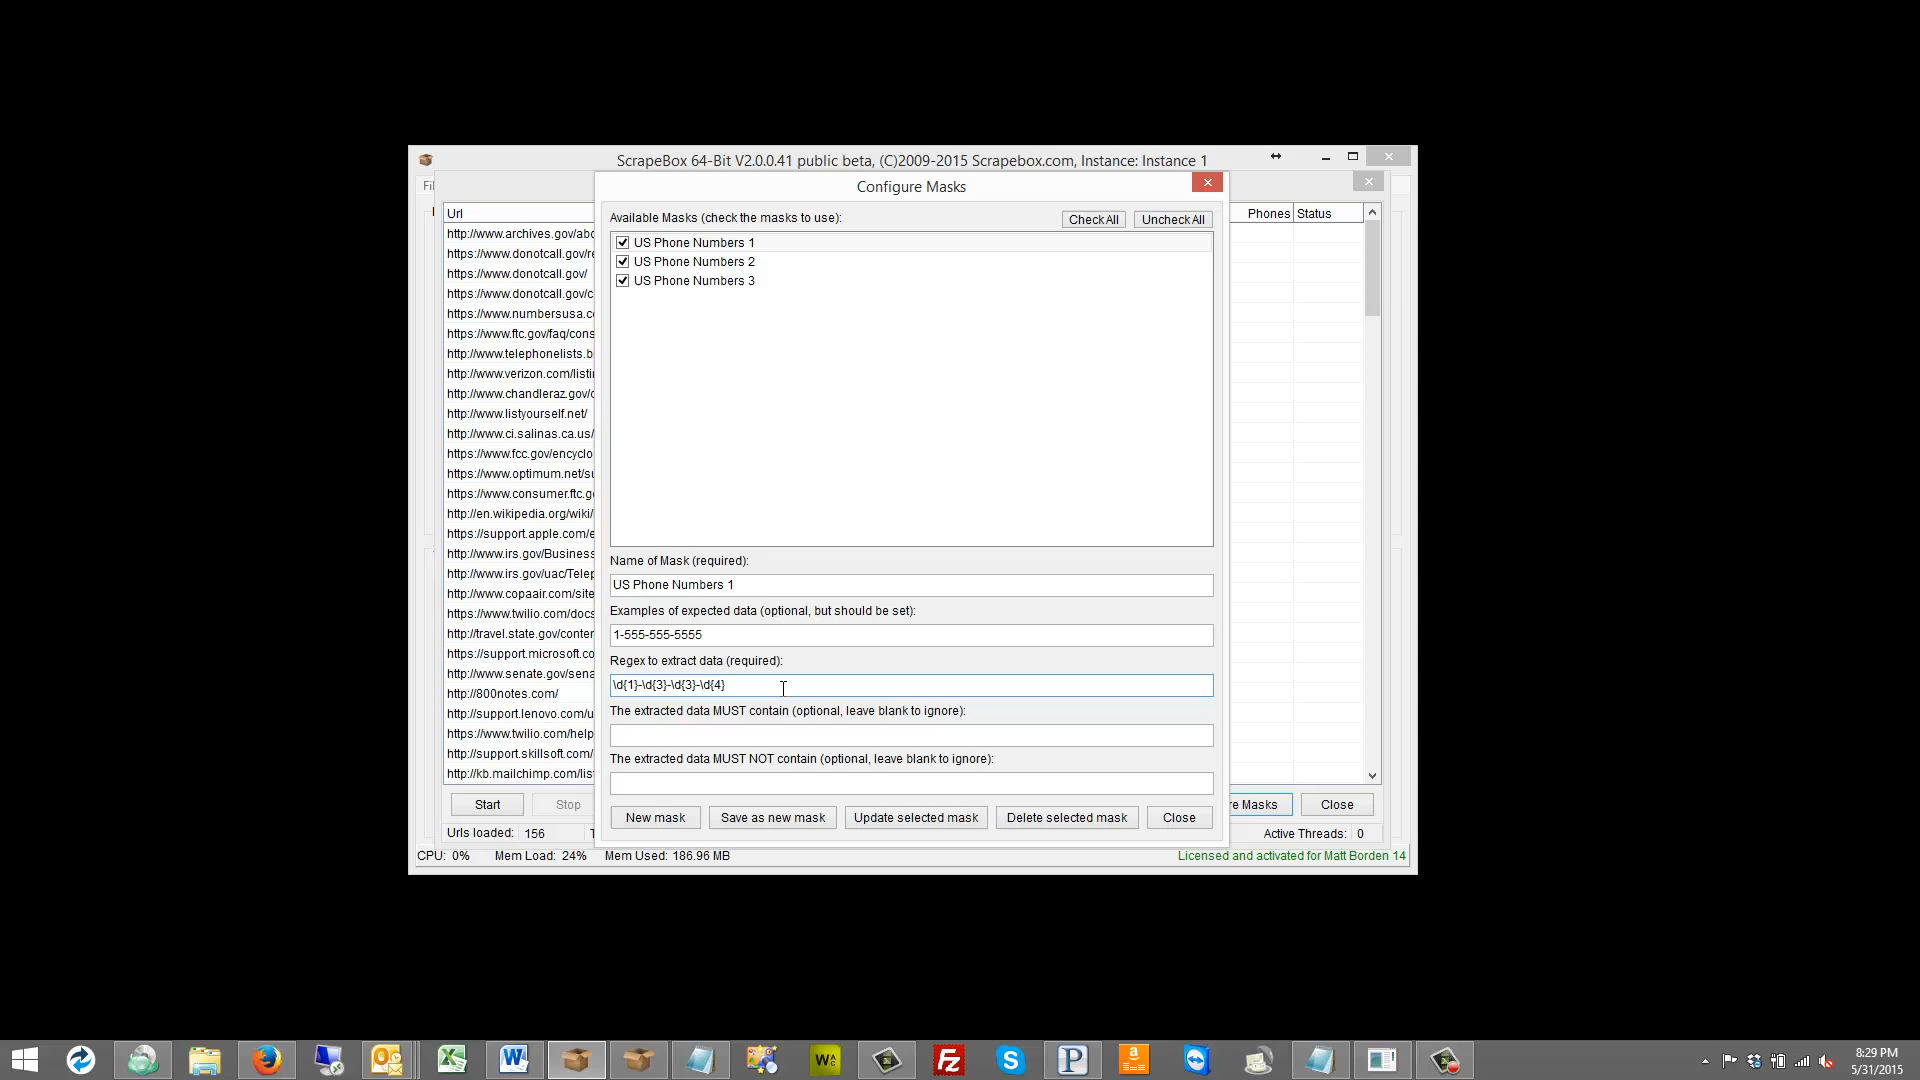 ScrapeBox 64-Bit V2.0.0.41 public beta, (C)2009-2015 Scrapebox.com, Instance: Instance 1
Configure Masks
Url
http://www.archives.gov/abo
https://www.donotcall.gov/re
https://www.donotcall.gov/
https://www.donotcall.gov/c
https://www.numbersusa.c
https://www.ftc.gov/faq/cons
http://www.telephonelists.b
http://www.verizon.com/listi
http://www.chandleraz.gov/
http://www.listyourself.net/
http://www.ci.salinas.ca.us/
http://www.fcc.gov/encyclo
https://www.optimum.net/su
https://www.consumer.ftc.g
http://en.wikipedia.org/wiki/
https://support.apple.com/e
http://www.irs.gov/Business
http://www.irs.gov/uac/Telep
http://www.copaair.com/site
https://www.twilio.com/docs
http://travel.state.gov/conter
https://support.microsoft.co
http://www.senate.gov/sena
http://800notes.com/
http://support.lenovo.com/u
https://www.twilio.com/help
http://support.skillsoft.com/
http://kb.mailchimp.com/list
Available Masks (check the masks to use):
Check All
Uncheck All
US Phone Numbers 1
US Phone Numbers 2
US Phone Numbers 3
Name of Mask (required):
US Phone Numbers 1
Examples of expected data (optional, but should be set):
1-555-555-5555
Regex to extract data (required):
\d{1}-\d{3}-\d{3}-\d{4}
The extracted data MUST contain (optional, leave blank to ignore):
The extracted data MUST NOT contain (optional, leave blank to ignore):
New mask
Save as new mask
Update selected mask
Delete selected mask
Close
Phones
Status
Start
Stop
re Masks
Close
Urls loaded: 156
Active Threads: 0
CPU: 0% Mem Load: 24% Mem Used: 186.96 MB
Licensed and activated for Matt Borden 14
8:29 PM
5/31/2015